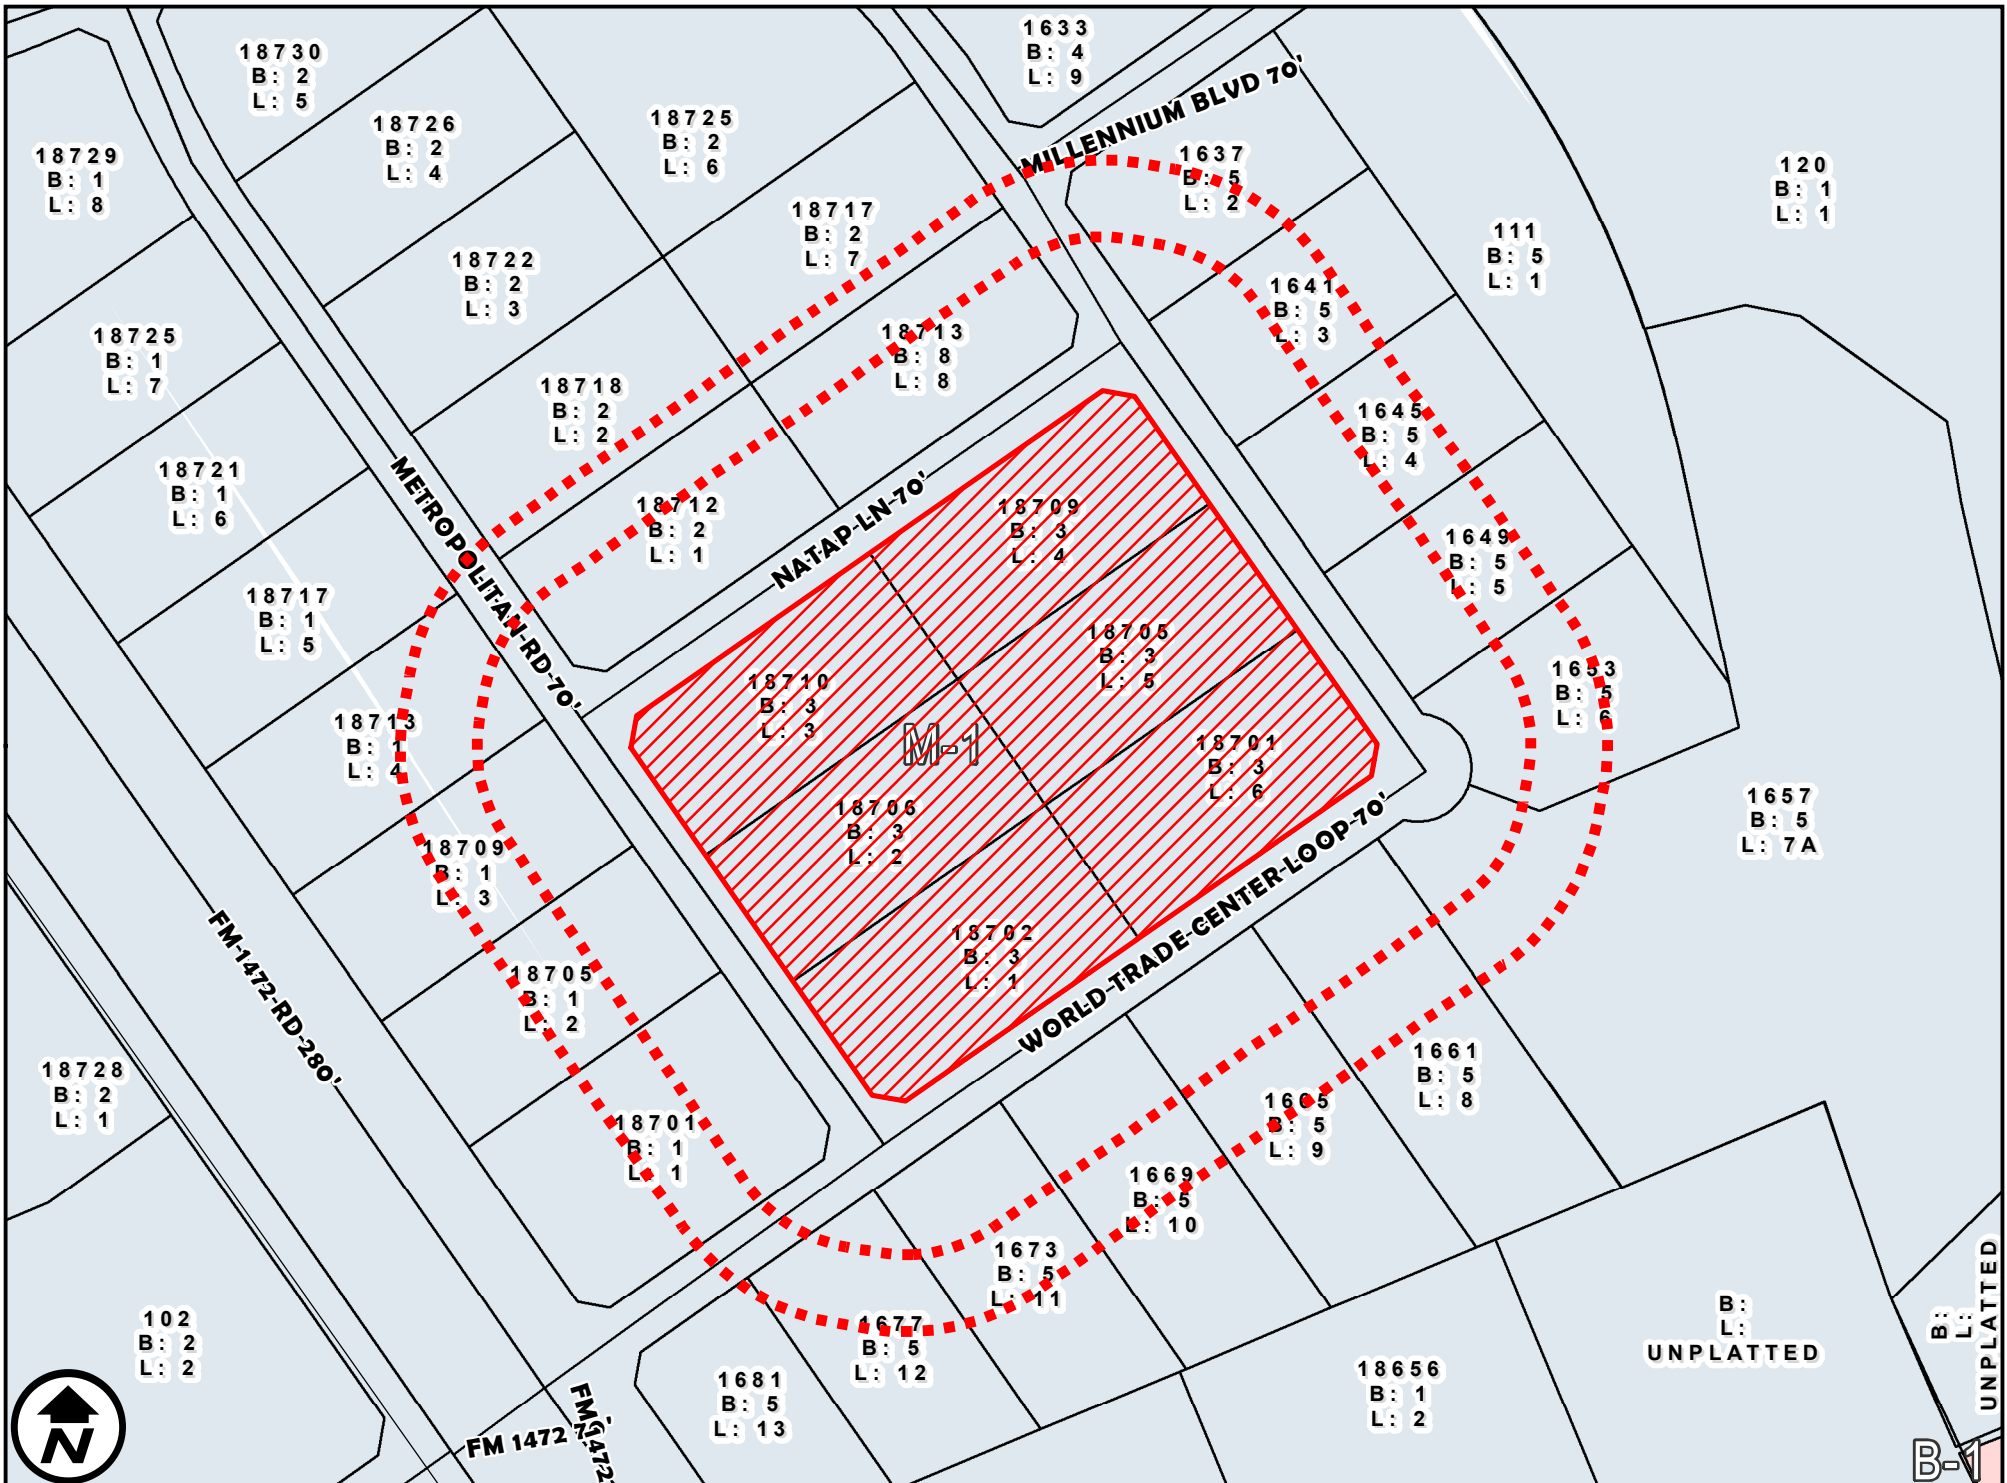 18730
B: 2
L: 5
1633
B: 4
L: 9
MILLENNIUM BLVD 70'
18726
B: 2
L: 4
18725
B: 2
L: 6
18729
B: 1
L: 8
1637
B: 5
L: 2
120
B: 1
L: 1
18717
B: 2
L: 7
111
B: 5
L: 1
18722
B: 2
L: 3
1641
B: 5
L: 3
18725
B: 1
L: 7
18713
B: 8
L: 8
18718
B: 2
L: 2
1645
B: 5
L: 4
18721
B: 1
L: 6
METROPOLITAN-RD-70'
18712
B: 2
L: 1
NATAP-LN-70'
18709
B: 3
L: 4
1649
B: 5
L: 5
18717
B: 1
L: 5
18705
B: 3
L: 5
1653
B: 5
L: 6
18710
B: 3
L: 3
18713
B: 1
L: 4
M-1
18701
B: 3
L: 6
1657
B: 5
L: 7A
18706
B: 3
L: 2
18709
B: 1
L: 3
WORLD-TRADE-CENTER-LOOP-70'
FM-1472-RD-280'
18702
B: 3
L: 1
18705
B: 1
L: 2
18728
B: 2
L: 1
1661
B: 5
L: 8
1665
B: 5
L: 9
18701
B: 1
L: 1
1669
B: 5
L: 10
1673
B: 5
L: 11
102
B: 2
L: 2
1677
B: 5
L: 12
B:
L:
UNPLATTED
B:
L:
UNPLATTED
1681
B: 5
L: 13
18656
B: 1
L: 2
N
FM 1472
B-1